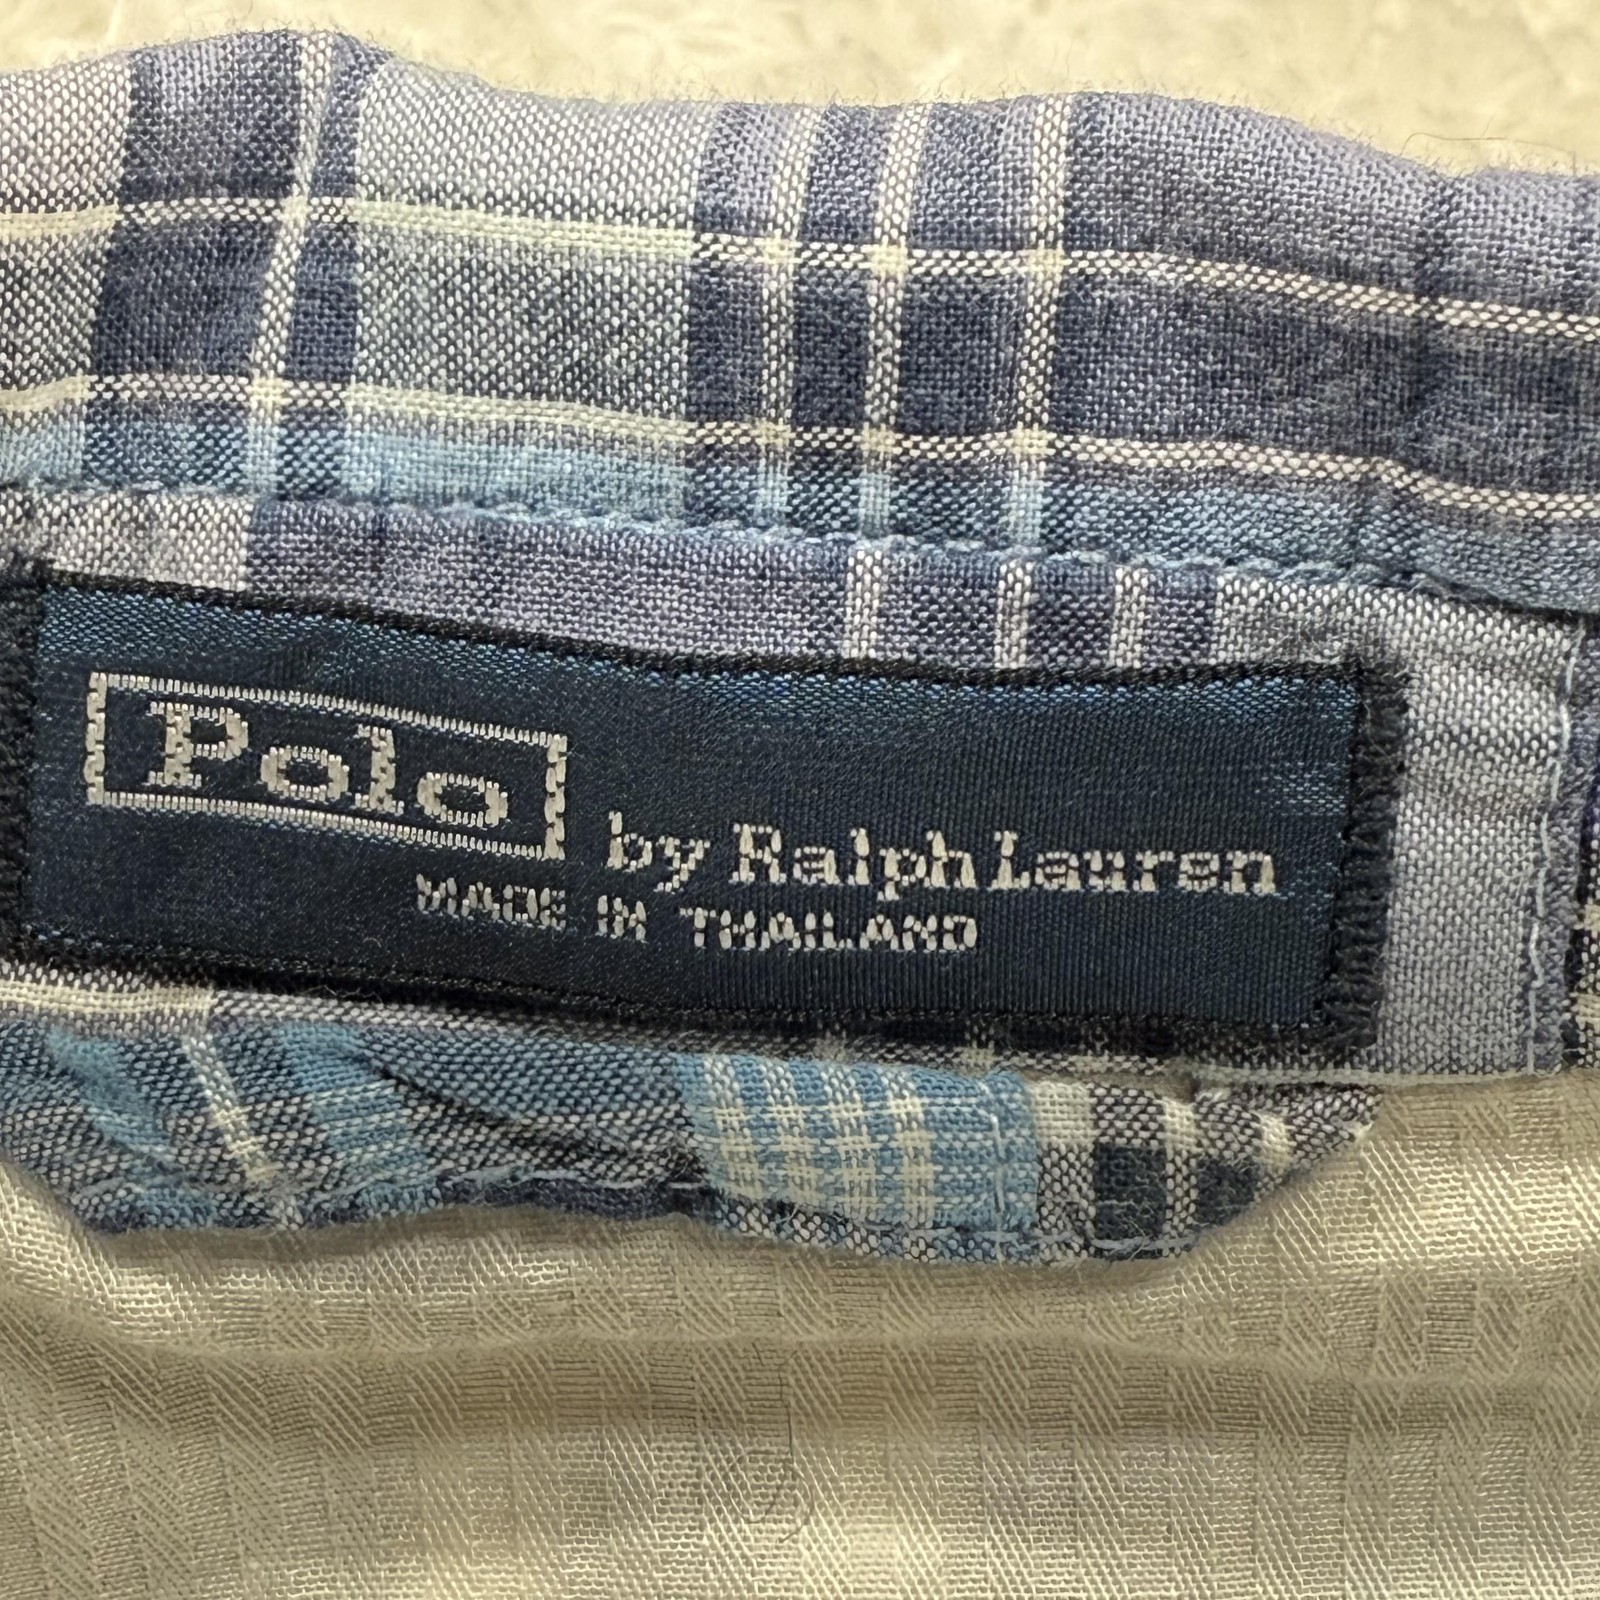 Polo
by Ralph Lauren
MADE IN THAILAND